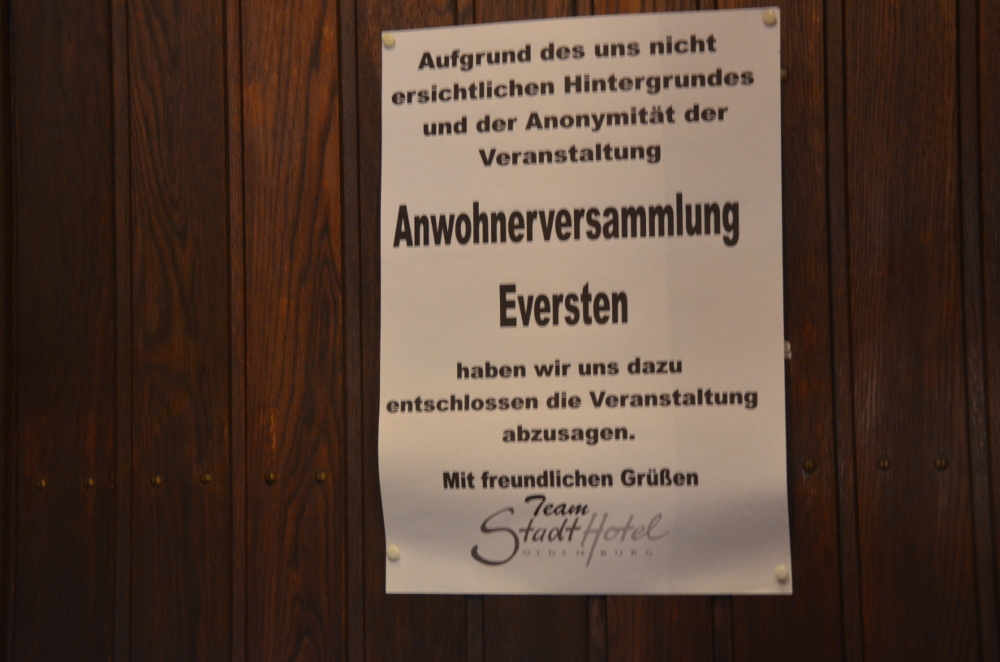 Aufgrund des uns nicht
ersichtlichen Hintergrundes
und der Anonymität der
Veranstaltung
Anwohnerversammlung
Eversten
haben wir uns dazu
entschlossen die Veranstaltung
abzusagen.
Mit freundlichen Grüßen
Team
StadtHotel
OLDENBURG